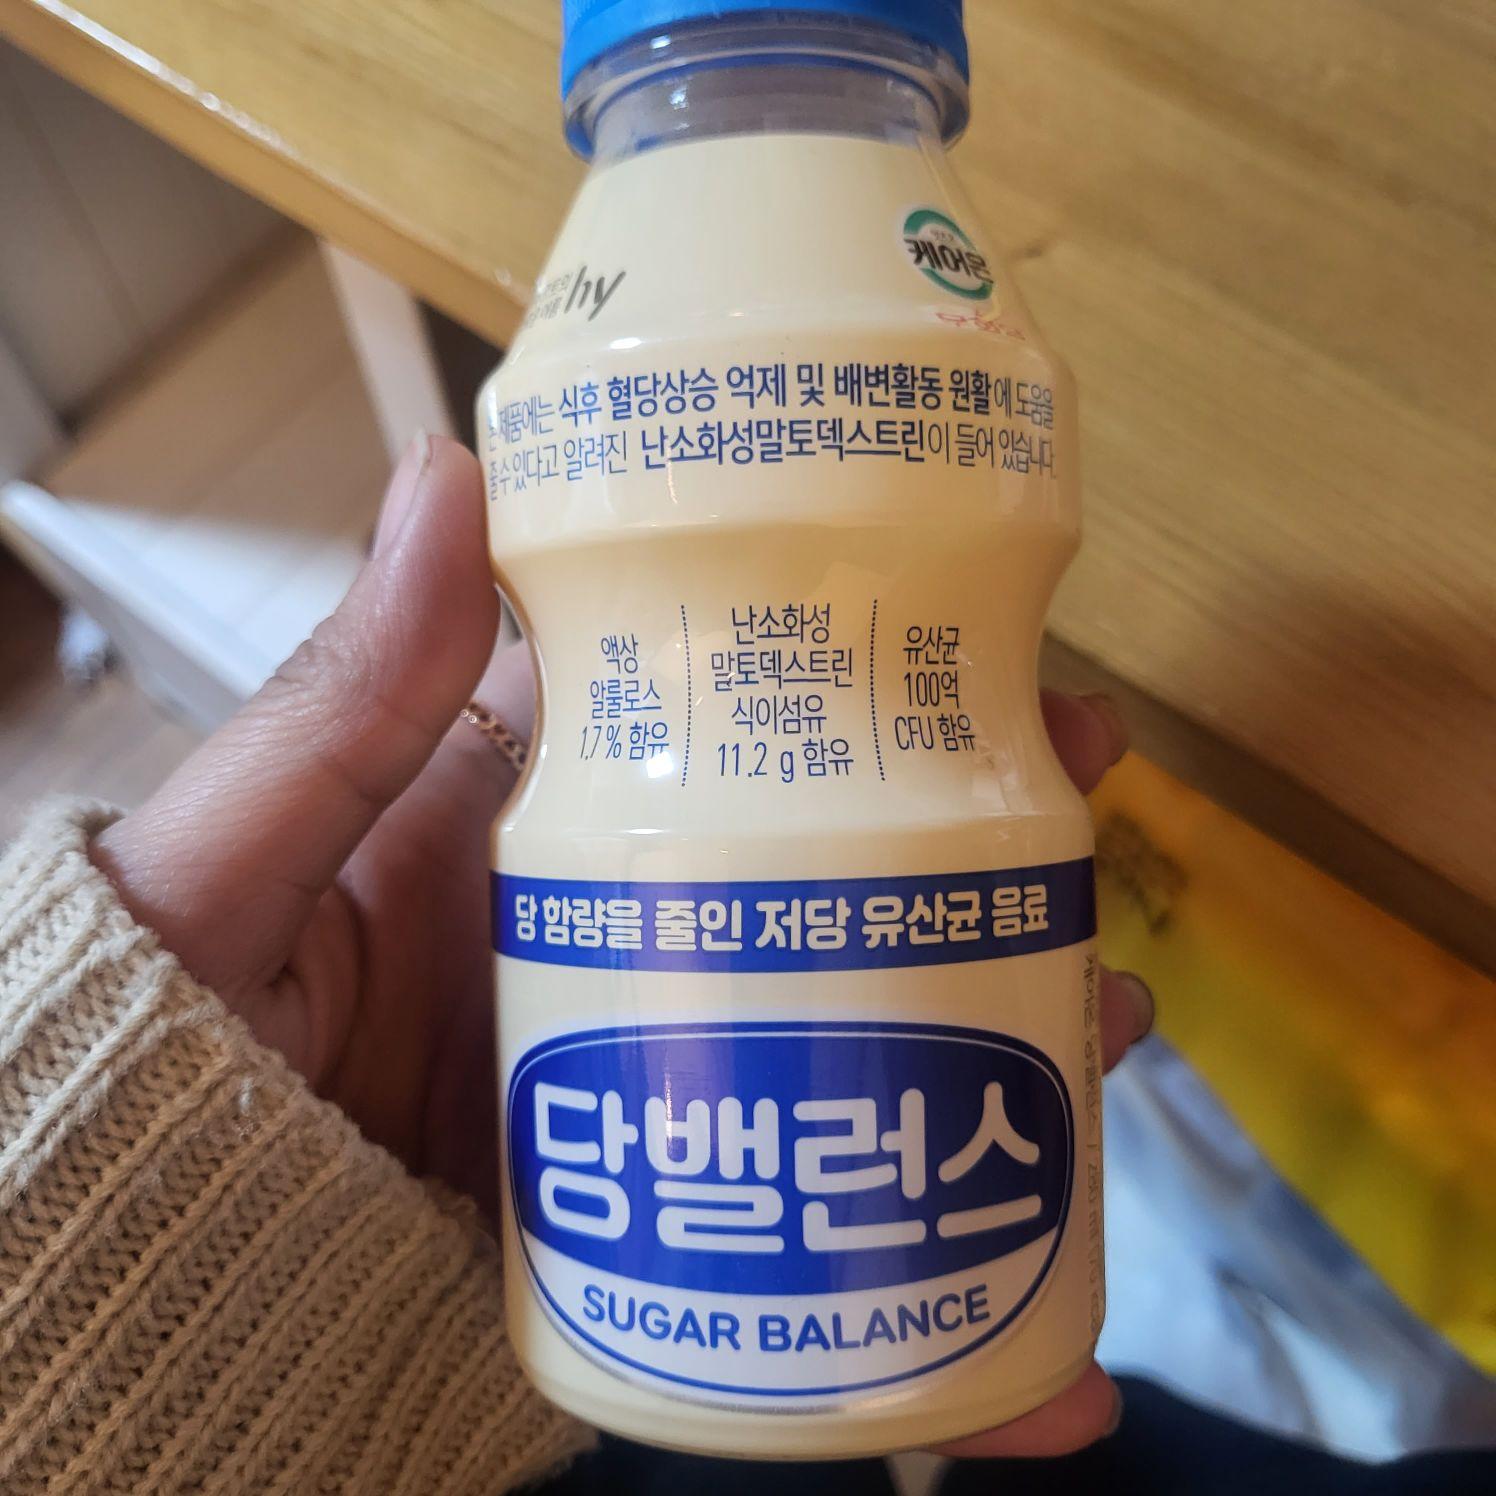 hy
케어온
본 제품에는 식후 혈당상승 억제 및 배변활동 원활에 도움을
줄 수 있다고 알려진 난소화성말토덱스트린이 들어 있습니다.
액상
알룰로스
1.7% 함유
난소화성
말토덱스트린
식이섬유
11.2 g 함유
유산균
100억
CFU 함유
당 함량을 줄인 저당 유산균 음료
당밸런스
SUGAR BALANCE